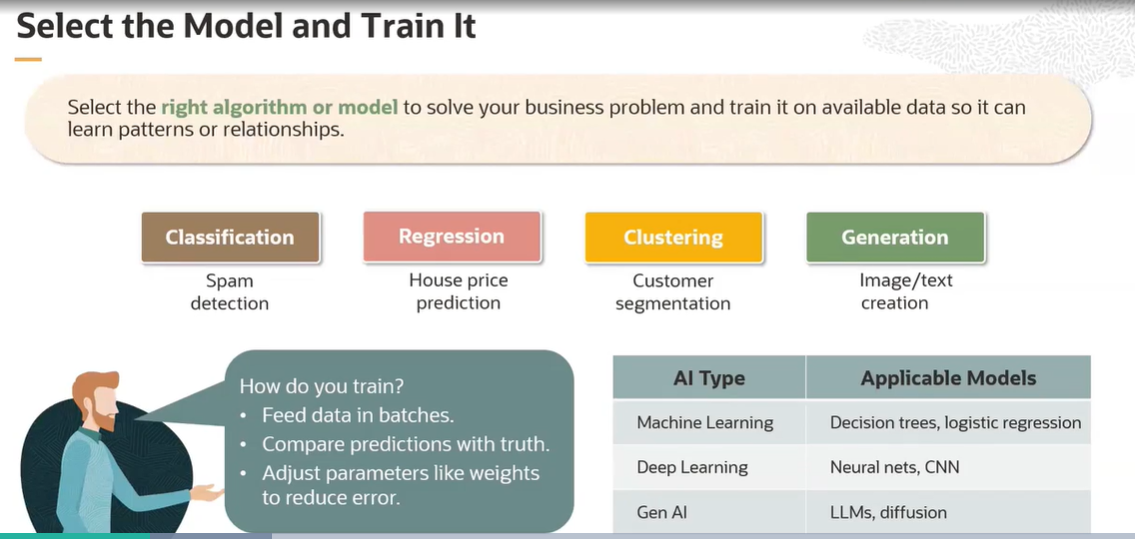 Select the Model and Train It
Select the right algorithm or model to solve your business problem and train it on available data so it can
learn patterns or relationships.
Classification
Spam
detection
Regression
House price
prediction
Clustering
Customer
segmentation
Generation
Image/text
creation
How do you train?
• Feed data in batches.
• Compare predictions with truth.
• Adjust parameters like weights
to reduce error.
AI Type Applicable Models
Machine Learning Decision trees, logistic regression
Deep Learning Neural nets, CNN
Gen AI LLMs, diffusion